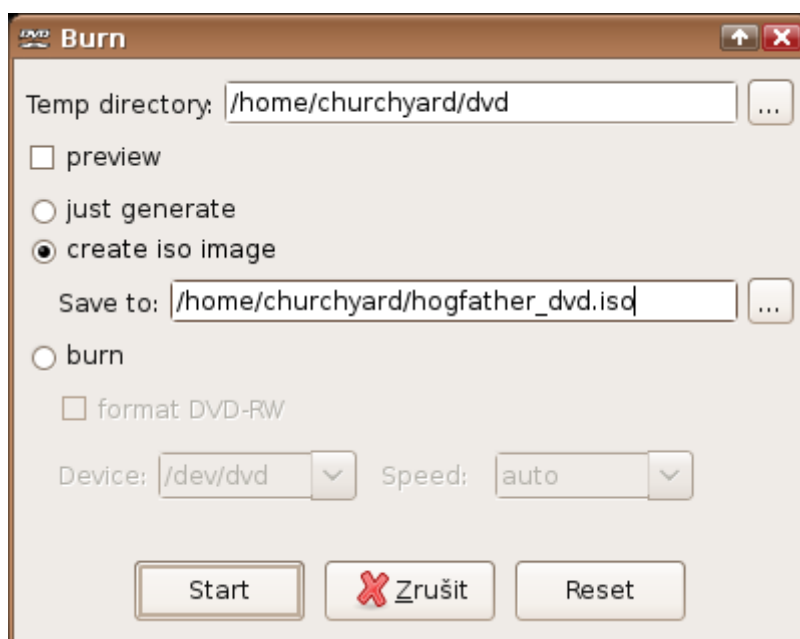 DVD Burn
Temp directory: /home/churchyard/dvd ...
preview
just generate
create iso image
Save to: /home/churchyard/hogfather_dvd.iso ...
burn
format DVD-RW
Device: /dev/dvd Speed: auto
Start Zrušit Reset